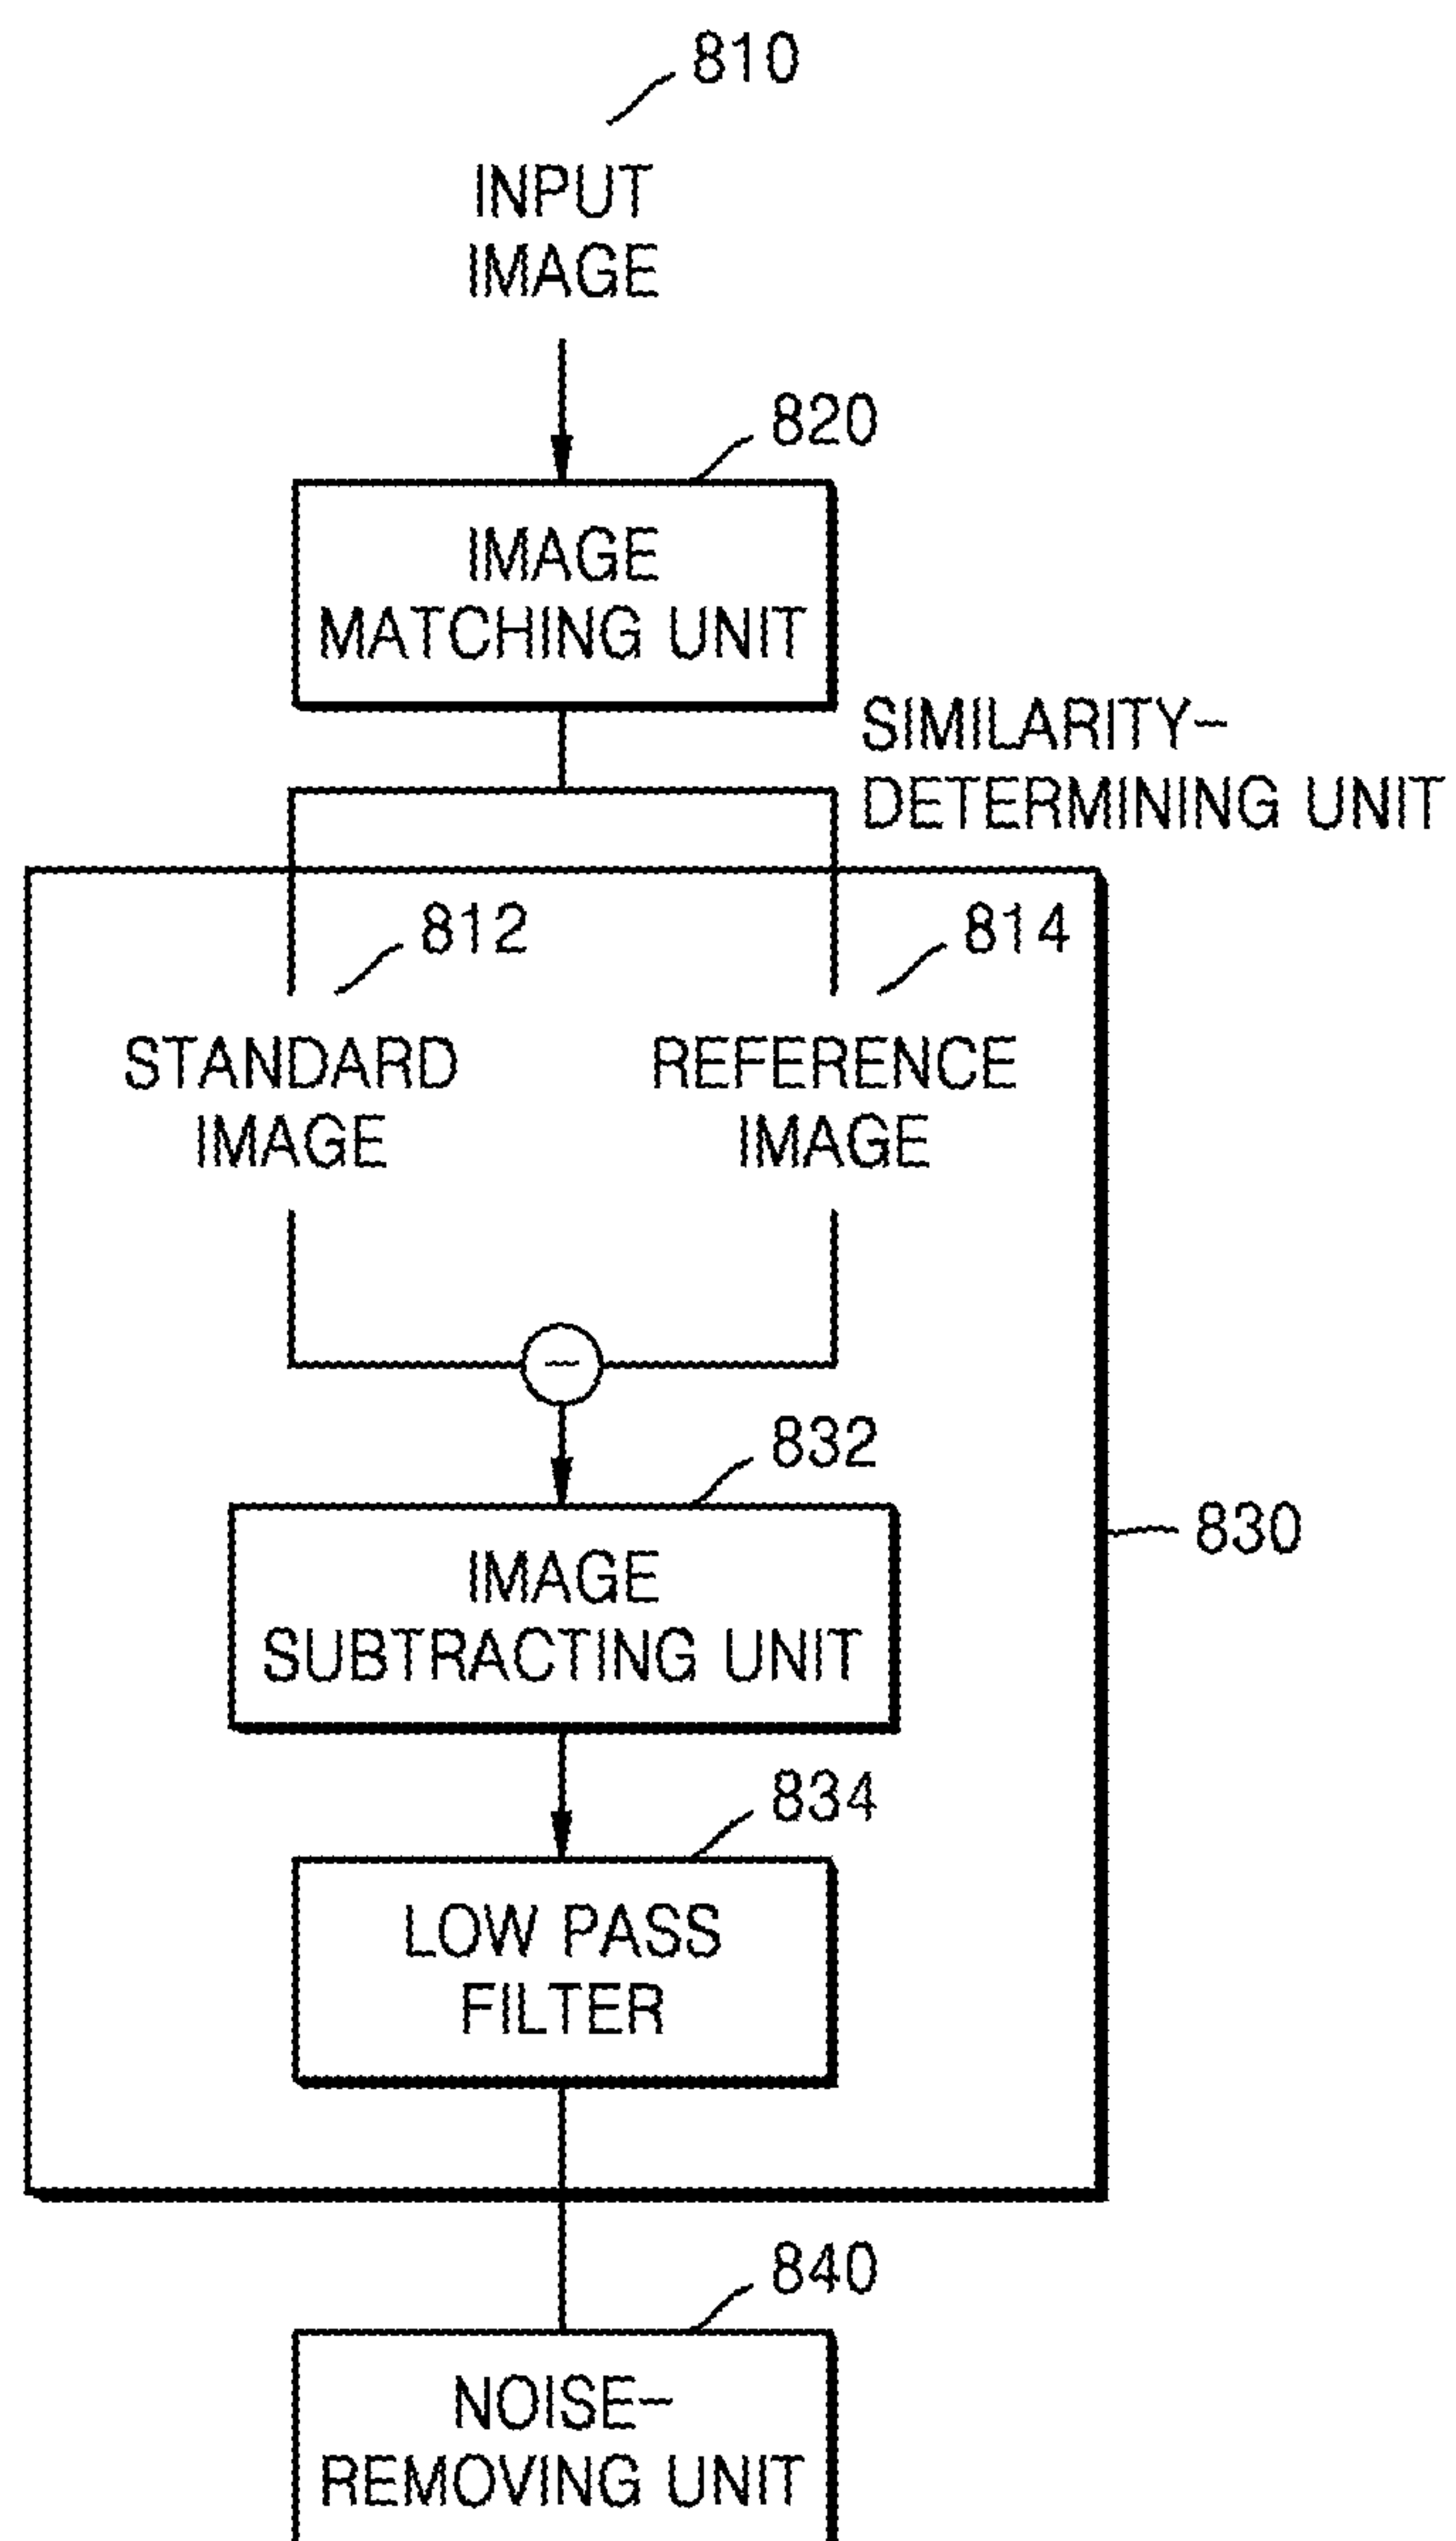 810
INPUT
IMAGE
820
IMAGE
MATCHING UNIT
SIMILARITY-
DETERMINING UNIT
812
814
STANDARD
IMAGE
REFERENCE
IMAGE
−
832
IMAGE
SUBTRACTING UNIT
830
834
LOW PASS
FILTER
840
NOISE-
REMOVING UNIT